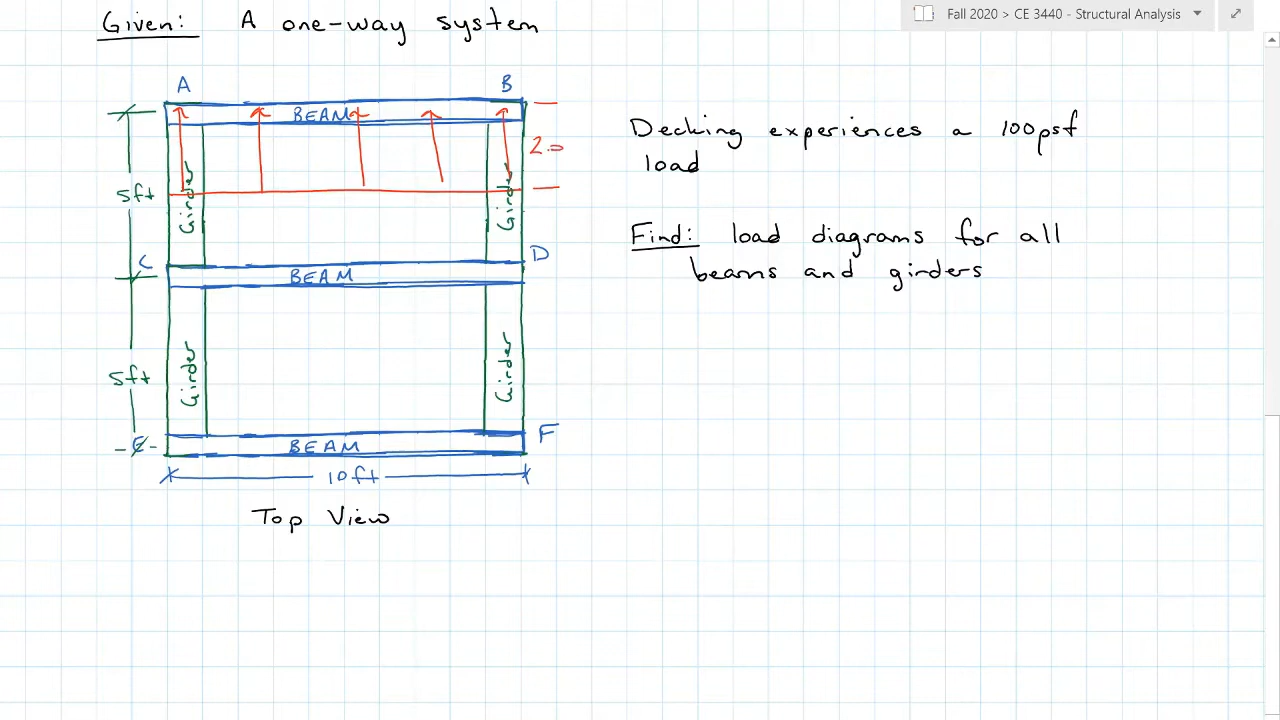 Fall 2020 > CE 3440 - Structural Analysis
Given: A one-way system
A
B
BEAM
2.0
Decking experiences a 100psf
load
5ft
Girder
Girder
Find: load diagrams for all
beams and girders
C
D
BEAM
5ft
Girder
Girder
E
F
BEAM
10ft
Top View